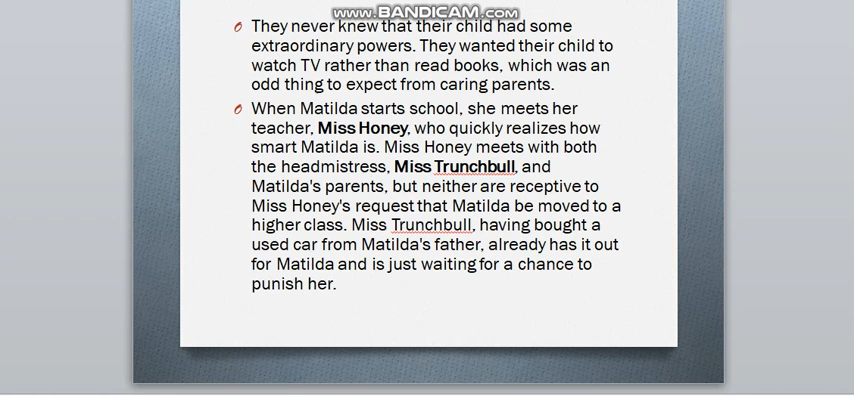 www.BANDICAM.com
They never knew that their child had some
extraordinary powers. They wanted their child to
watch TV rather than read books, which was an
odd thing to expect from caring parents.
When Matilda starts school, she meets her
teacher, Miss Honey, who quickly realizes how
smart Matilda is. Miss Honey meets with both
the headmistress, Miss Trunchbull, and
Matilda's parents, but neither are receptive to
Miss Honey's request that Matilda be moved to a
higher class. Miss Trunchbull, having bought a
used car from Matilda's father, already has it out
for Matilda and is just waiting for a chance to
punish her.